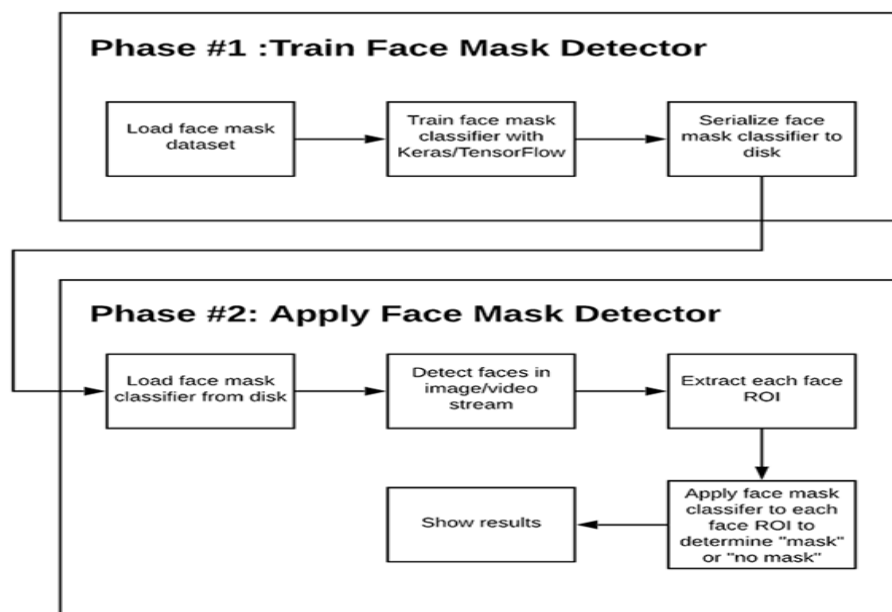 Phase #1 :Train Face Mask Detector
Load face mask
dataset
Train face mask
classifier with
Keras/TensorFlow
Serialize face
mask classifier to
disk
Phase #2: Apply Face Mask Detector
Load face mask
classifier from disk
Detect faces in
image/video
stream
Extract each face
ROI
Apply face mask
classifer to each
face ROI to
determine "mask"
or "no mask"
Show results